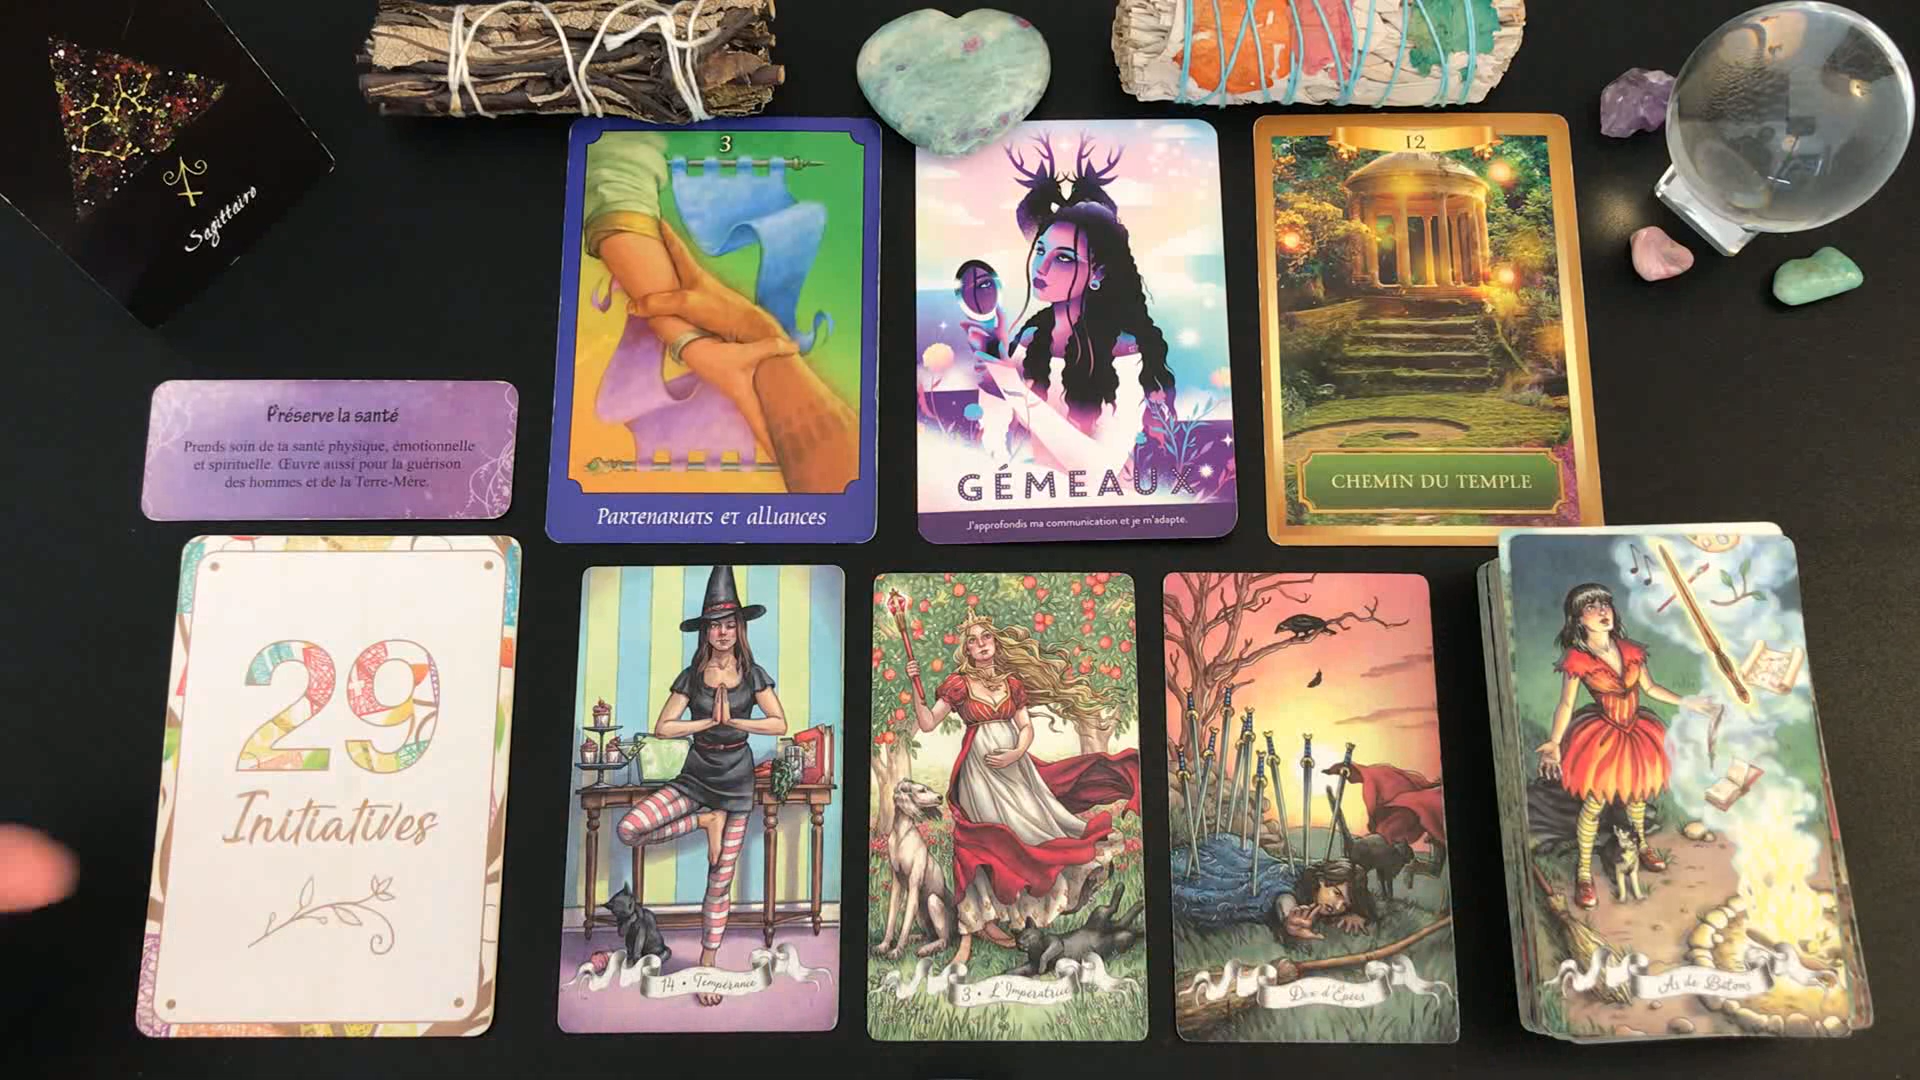 Sagittaire
3
Partenariats et alliances
GÉMEAUX
J'approfondis ma communication et je m'adapte.
12
CHEMIN DU TEMPLE
Préserve la santé
Prends soin de ta santé physique, émotionnelle
et spirituelle. Œuvre aussi pour la guérison
des hommes et de la Terre-Mère.
29
Initiatives
14 • Tempérance
3 • L'Impératrice
Dix d'Épées
As de Bâtons